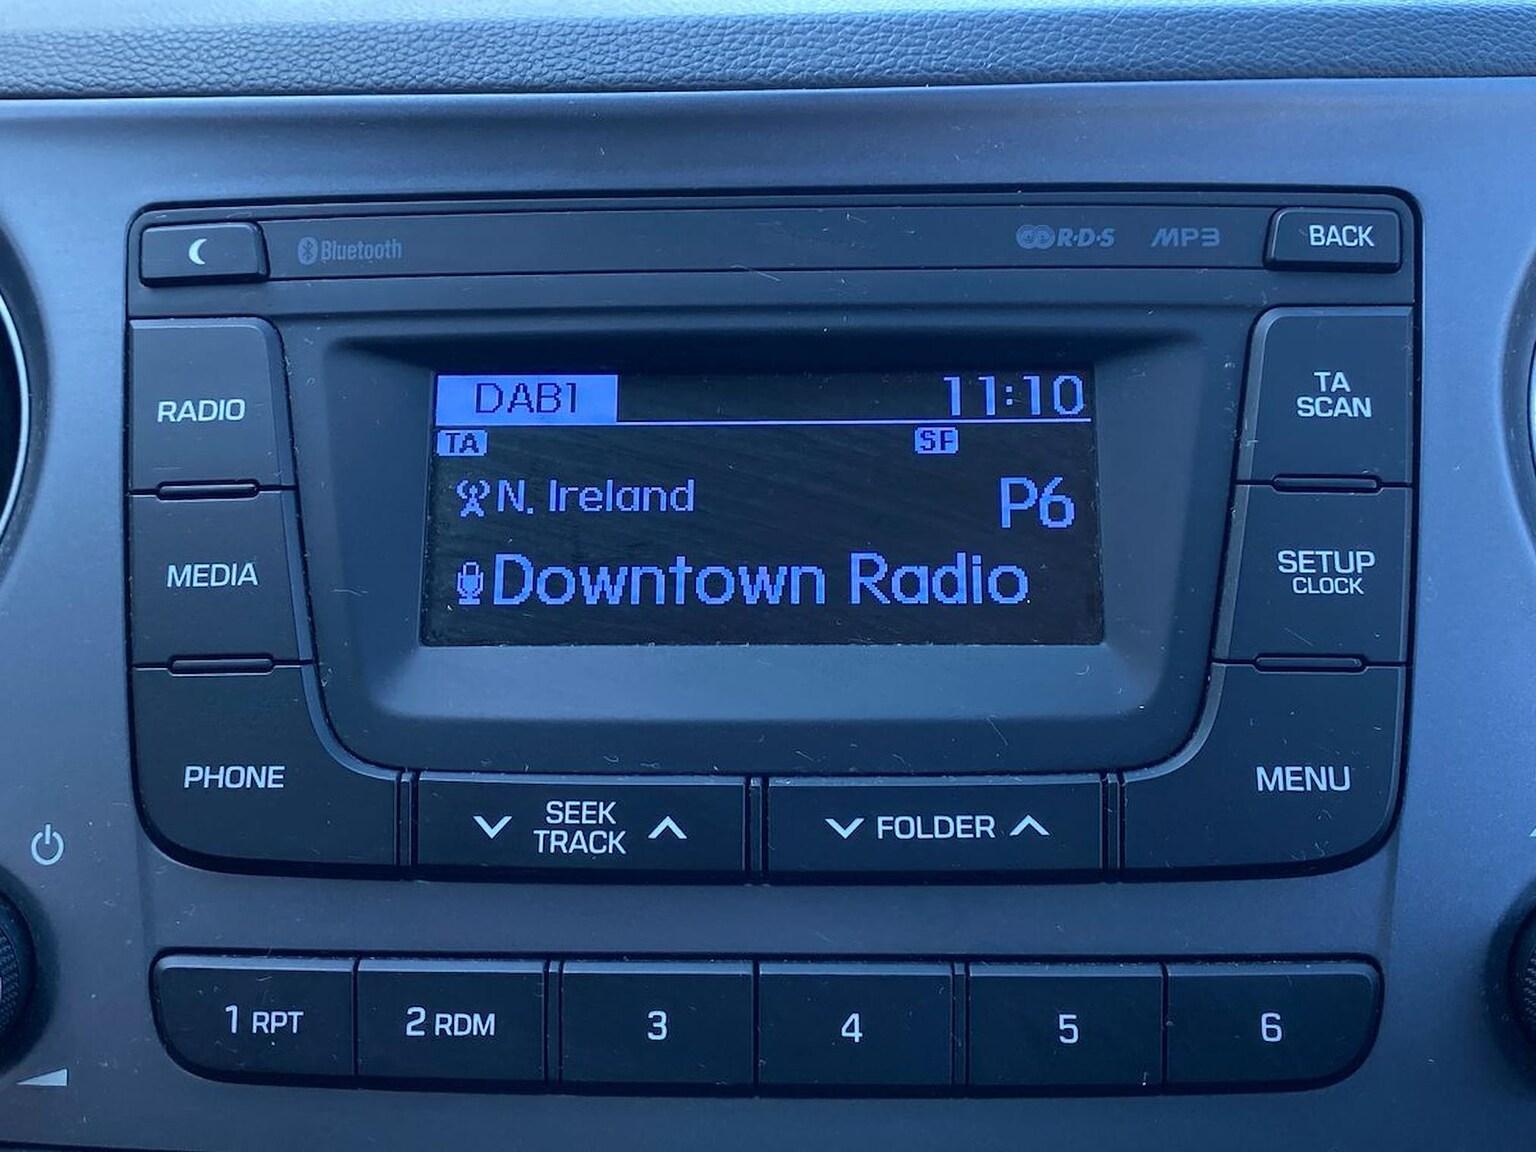 Bluetooth
R·D·S
MP3
BACK
RADIO
MEDIA
PHONE
DAB1
11:10
TA
SF
N. Ireland
P6
Downtown Radio
TA
SCAN
SETUP
CLOCK
MENU
SEEK
TRACK
FOLDER
1 RPT
2 RDM
3
4
5
6